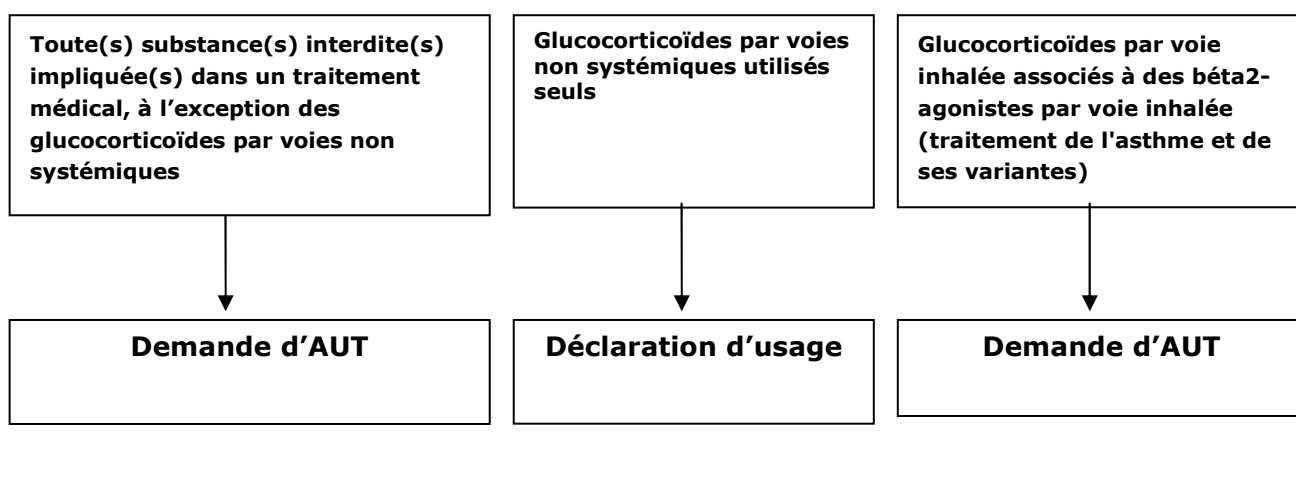 Toute(s) substance(s) interdite(s)
impliquée(s) dans un traitement
médical, à l’exception des
glucocorticoïdes par voies non
systémiques
Glucocorticoïdes par voies
non systémiques utilisés
seuls
Glucocorticoïdes par voie
inhalée associés à des béta2-
agonistes par voie inhalée
(traitement de l'asthme et de
ses variantes)
Demande d’AUT
Déclaration d’usage
Demande d’AUT